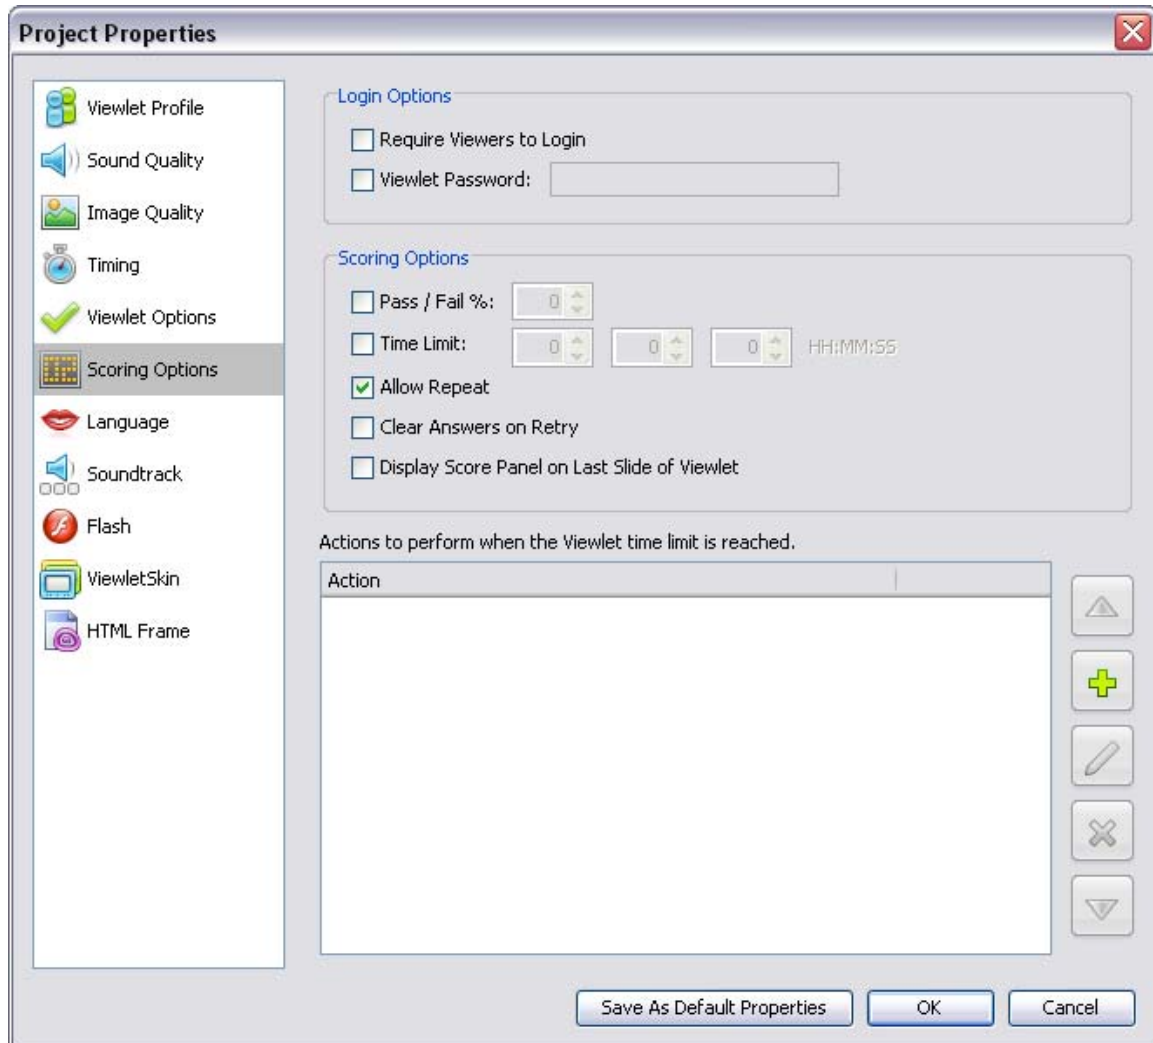 Project Properties
Viewlet Profile
Sound Quality
Image Quality
Timing
Viewlet Options
Scoring Options
Language
Soundtrack
Flash
ViewletSkin
HTML Frame
Login Options
Require Viewers to Login
Viewlet Password:
Scoring Options
Pass / Fail %: 0
Time Limit: 0 0 0 HH:MM:SS
Allow Repeat
Clear Answers on Retry
Display Score Panel on Last Slide of Viewlet
Actions to perform when the Viewlet time limit is reached.
Action
Save As Default Properties OK Cancel